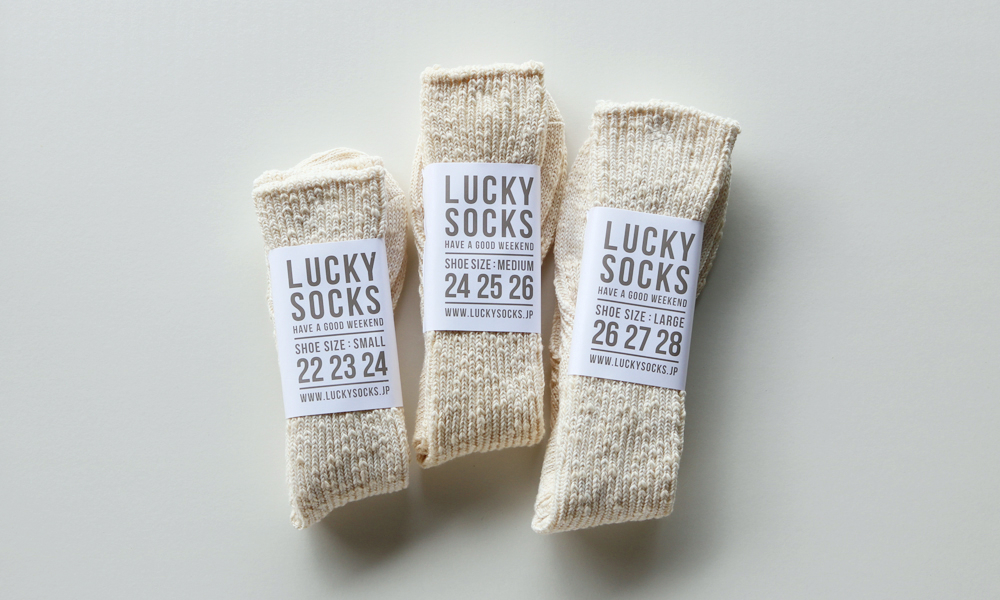 LUCKY
SOCKS
HAVE A GOOD WEEKEND
SHOE SIZE : SMALL
22 23 24
WWW.LUCKYSOCKS.JP
LUCKY
SOCKS
HAVE A GOOD WEEKEND
SHOE SIZE : MEDIUM
24 25 26
WWW.LUCKYSOCKS.JP
LUCKY
SOCKS
HAVE A GOOD WEEKEND
SHOE SIZE : LARGE
26 27 28
WWW.LUCKYSOCKS.JP